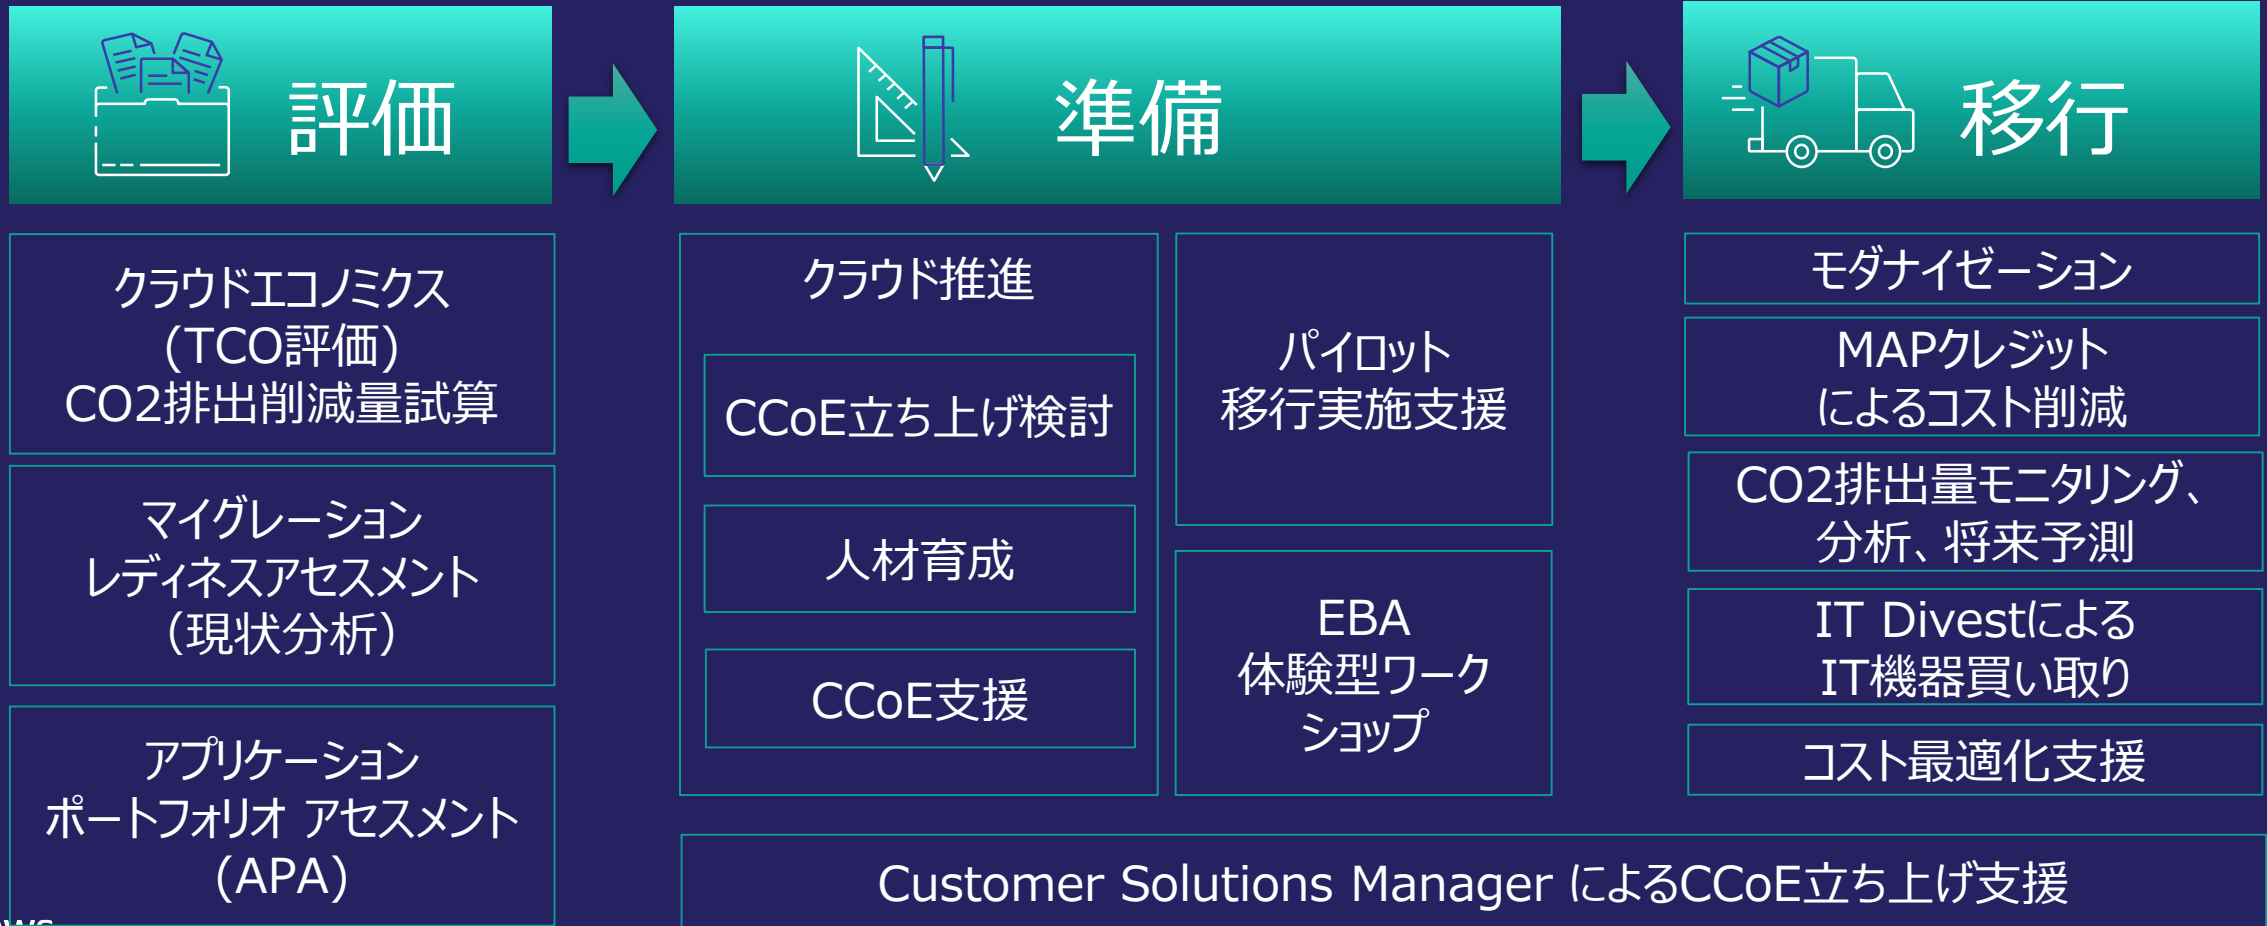 評価
準備
移行
クラウドエコノミクス
(TCO評価)
CO2排出削減量試算
マイグレーション
レディネスアセスメント
(現状分析)
アプリケーション
ポートフォリオ アセスメント
(APA)
クラウド推進
CCoE立ち上げ検討
人材育成
CCoE支援
パイロット
移行実施支援
EBA
体験型ワーク
ショップ
モダナイゼーション
MAPクレジット
によるコスト削減
CO2排出量モニタリング、
分析、将来予測
IT Divestによる
IT機器買い取り
コスト最適化支援
Customer Solutions Manager によるCCoE立ち上げ支援